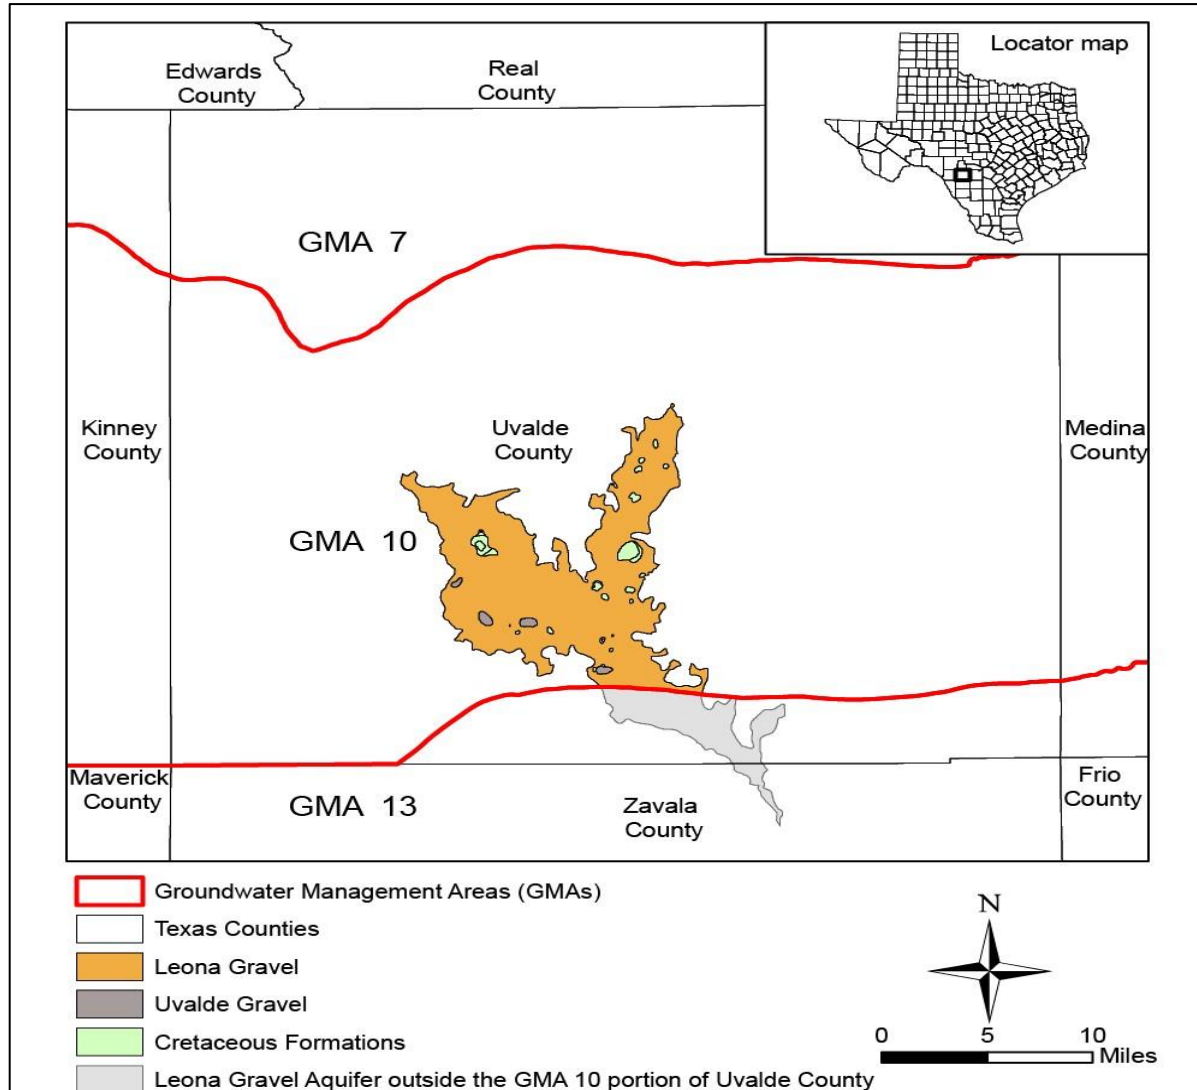 Locator map
Edwards
County
Real
County
GMA 7
Kinney
County
Uvalde
County
Medina
County
GMA 10
Maverick
County
GMA 13
Zavala
County
Frio
County
Groundwater Management Areas (GMAs)
Texas Counties
Leona Gravel
Uvalde Gravel
Cretaceous Formations
Leona Gravel Aquifer outside the GMA 10 portion of Uvalde County
N
0 5 10
Miles